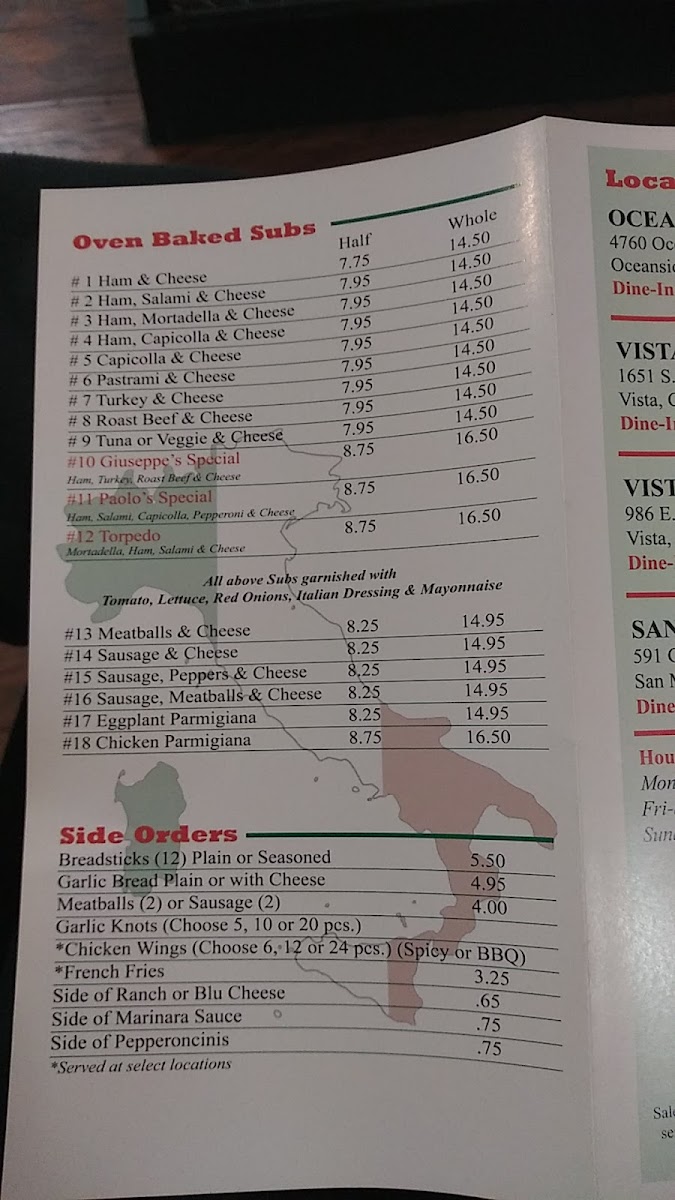 Oven Baked Subs
Half Whole
# 1 Ham & Cheese 7.75 14.50
# 2 Ham, Salami & Cheese 7.95 14.50
# 3 Ham, Mortadella & Cheese 7.95 14.50
# 4 Ham, Capicolla & Cheese 7.95 14.50
# 5 Capicolla & Cheese 7.95 14.50
# 6 Pastrami & Cheese 7.95 14.50
# 7 Turkey & Cheese 7.95 14.50
# 8 Roast Beef & Cheese 7.95 14.50
# 9 Tuna or Veggie & Cheese 7.95 14.50
#10 Giuseppe's Special 8.75 16.50
Ham, Turkey, Roast Beef & Cheese
#11 Paolo's Special 8.75 16.50
Ham, Salami, Capicolla, Pepperoni & Cheese
#12 Torpedo 8.75 16.50
Mortadella, Ham, Salami & Cheese
All above Subs garnished with
Tomato, Lettuce, Red Onions, Italian Dressing & Mayonnaise
#13 Meatballs & Cheese 8.25 14.95
#14 Sausage & Cheese 8.25 14.95
#15 Sausage, Peppers & Cheese 8.25 14.95
#16 Sausage, Meatballs & Cheese 8.25 14.95
#17 Eggplant Parmigiana 8.25 14.95
#18 Chicken Parmigiana 8.75 16.50
Side Orders
Breadsticks (12) Plain or Seasoned 5.50
Garlic Bread Plain or with Cheese 4.95
Meatballs (2) or Sausage (2) 4.00
Garlic Knots (Choose 5, 10 or 20 pcs.)
*Chicken Wings (Choose 6, 12 or 24 pcs.) (Spicy or BBQ)
*French Fries 3.25
Side of Ranch or Blu Cheese .65
Side of Marinara Sauce .75
Side of Pepperoncinis .75
*Served at select locations
Loca
OCEA
4760 Oc
Oceansi
Dine-In
VISTA
1651 S.
Vista, C
Dine-I
VIST
986 E.
Vista,
Dine-
SAN
591 C
San M
Dine
Hou
Mon
Fri-
Sun
Sal
se